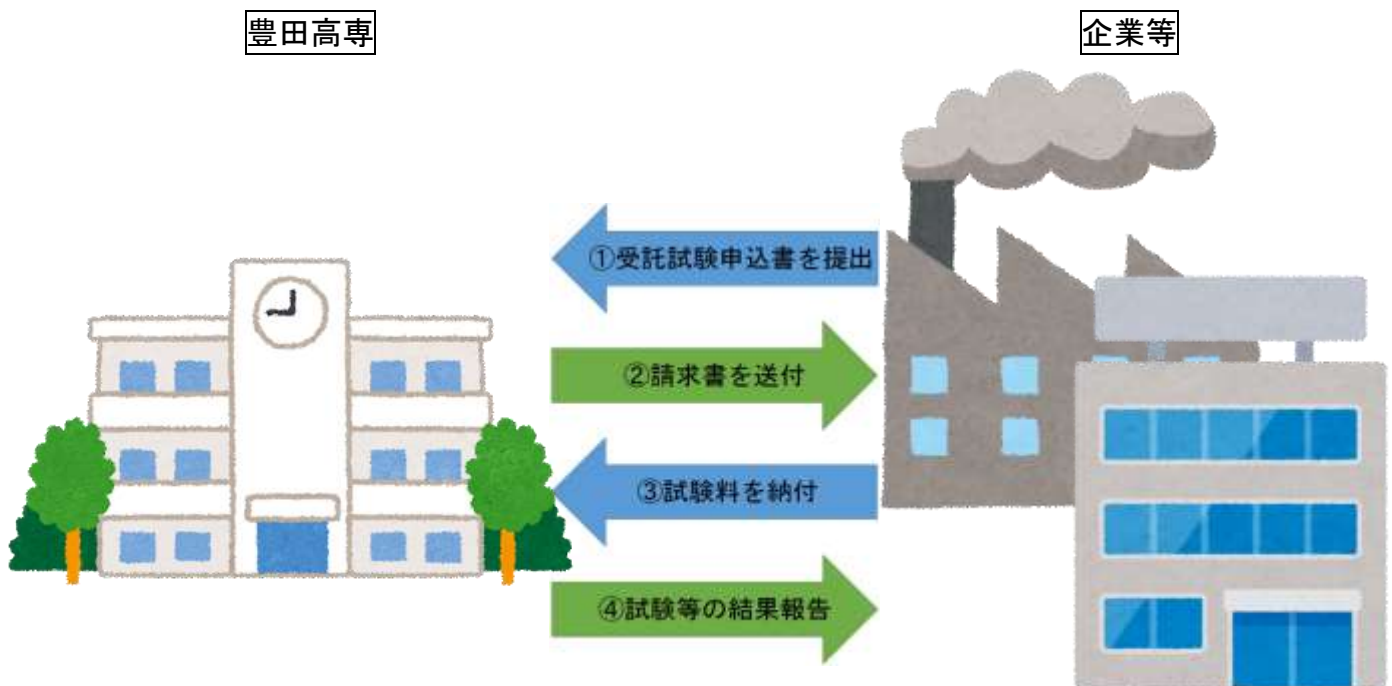 豊田高専
企業等
①受託試験申込書を提出
②請求書を送付
③試験料を納付
④試験等の結果報告